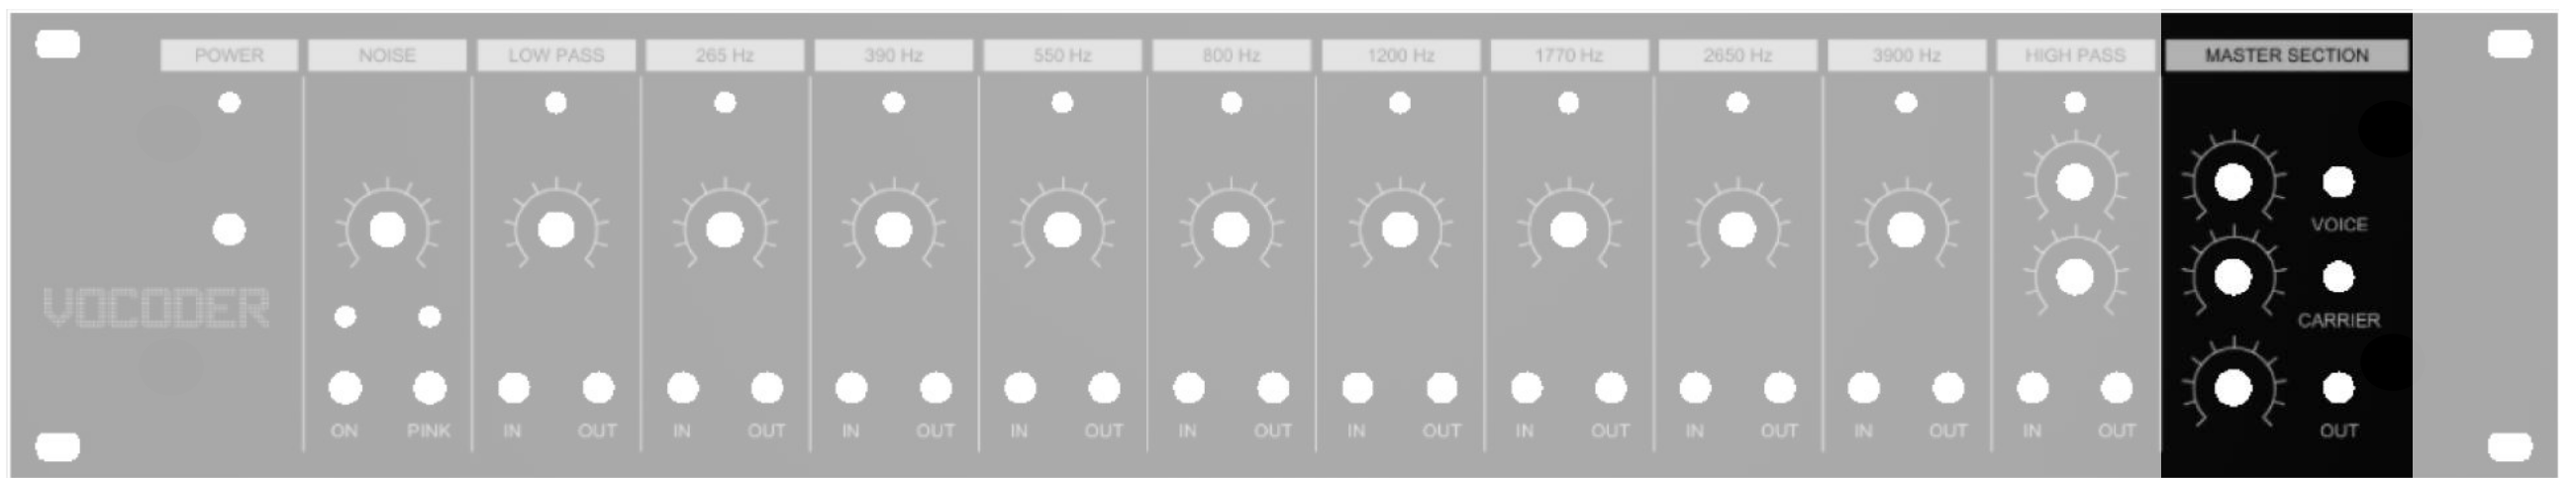 POWER NOISE LOW PASS 265 Hz 390 Hz 550 Hz 800 Hz 1200 Hz 1770 Hz 2650 Hz 3900 Hz HIGH PASS MASTER SECTION
VOICE
VOCODER
CARRIER
ON PINK IN OUT IN OUT IN OUT IN OUT IN OUT IN OUT IN OUT IN OUT IN OUT IN OUT OUT